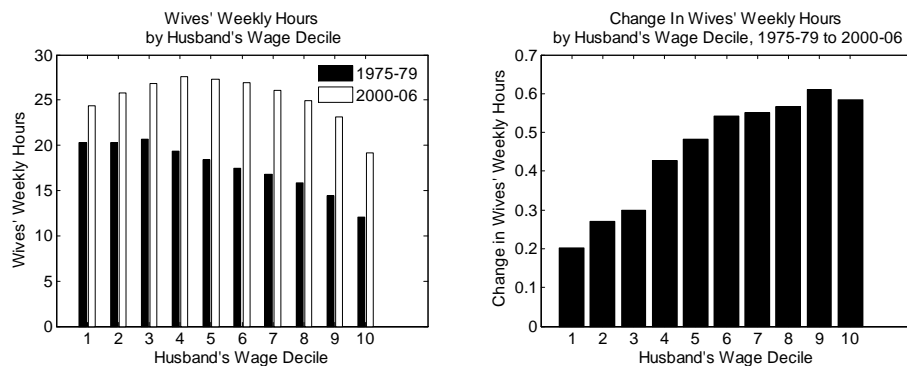 Wives' Weekly Hours
by Husband's Wage Decile
30
25
20
15
10
5
0
Wives' Weekly Hours
1975-79
2000-06
1 2 3 4 5 6 7 8 9 10
Husband's Wage Decile
Change In Wives' Weekly Hours
by Husband's Wage Decile, 1975-79 to 2000-06
0.7
0.6
0.5
0.4
0.3
0.2
0.1
0
Change in Wives' Weekly Hours
1 2 3 4 5 6 7 8 9 10
Husband's Wage Decile